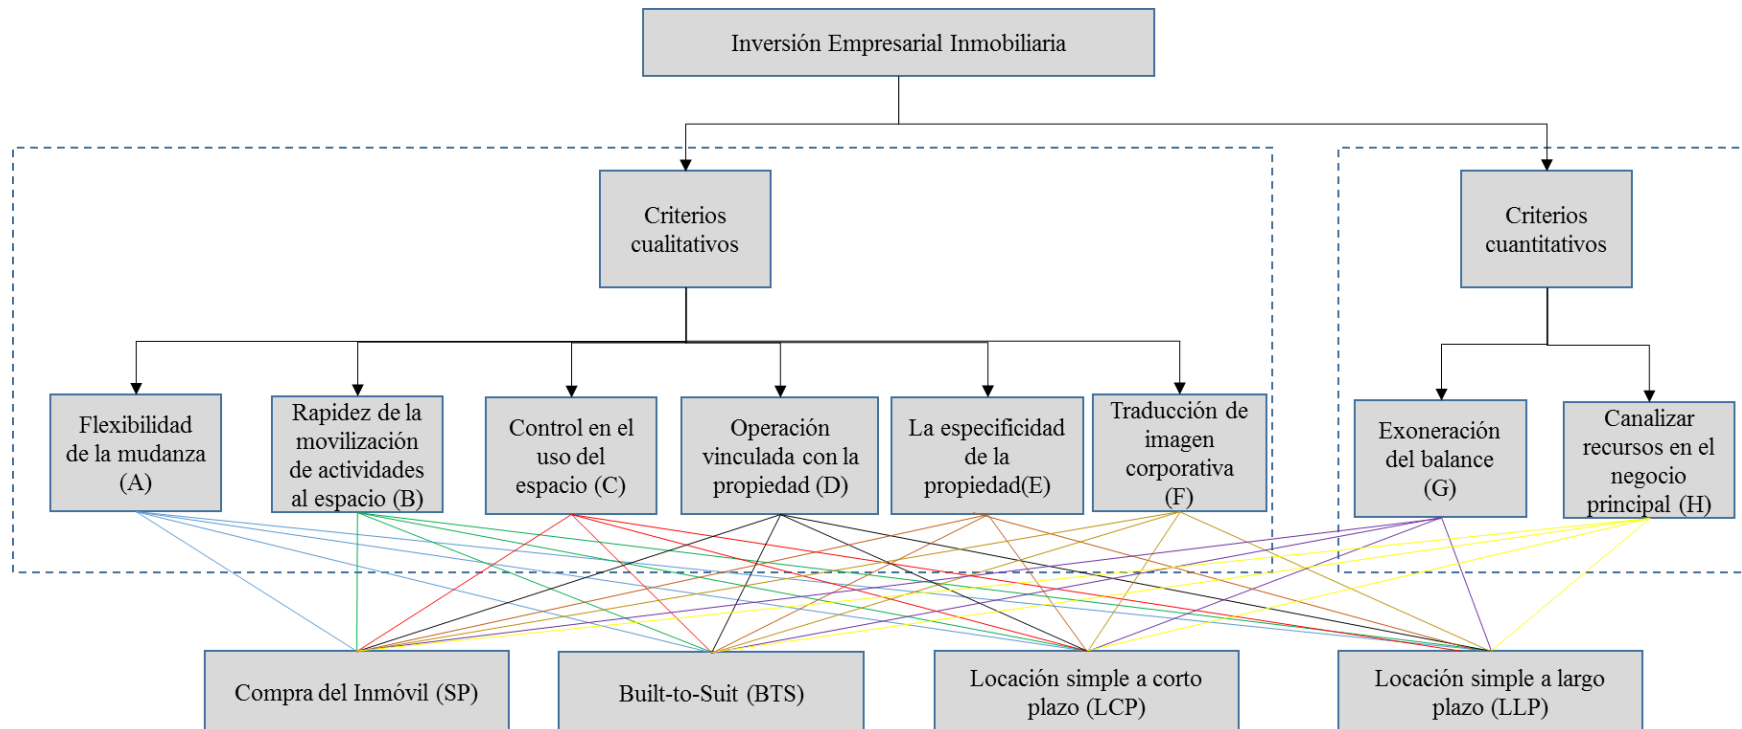 Inversión Empresarial Inmobiliaria
Criterios
cualitativos
Criterios
cuantitativos
Flexibilidad
de la mudanza
(A)
Rapidez de la
movilización
de actividades
al espacio (B)
Control en el
uso del
espacio (C)
Operación
vinculada con la
propiedad (D)
La especificidad
de la
propiedad(E)
Traducción de
imagen
corporativa
(F)
Exoneración
del balance
(G)
Canalizar
recursos en el
negocio
principal (H)
Compra del Inmóvil (SP)
Built-to-Suit (BTS)
Locación simple a corto
plazo (LCP)
Locación simple a largo
plazo (LLP)